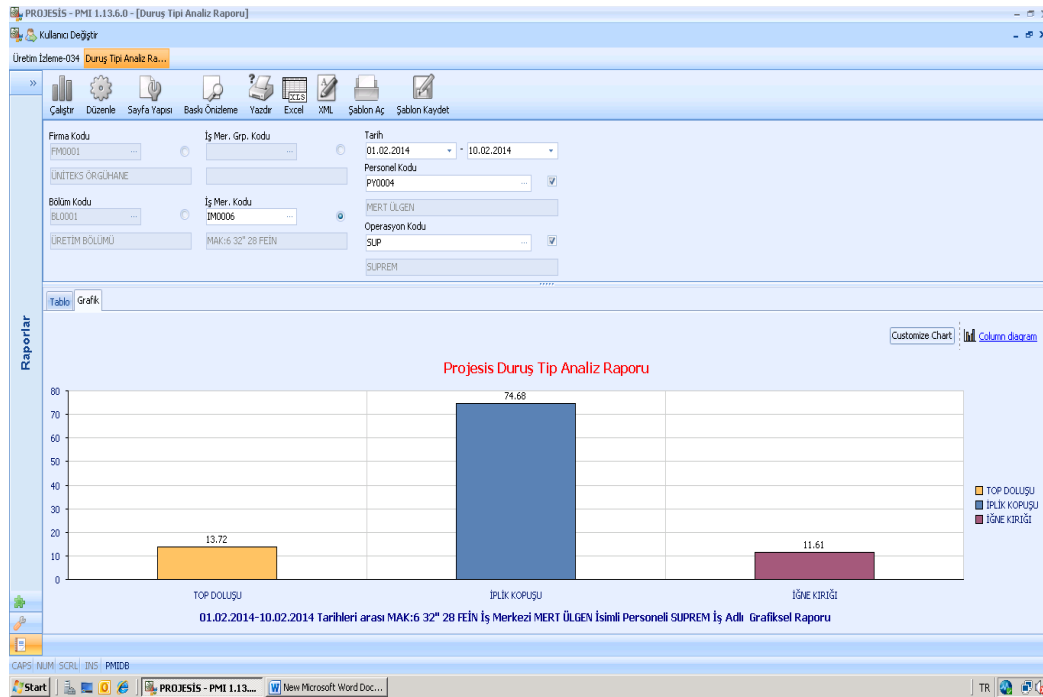 PROJESİS - PMI 1.13.6.0 - [Duruş Tipi Analiz Raporu]
Kullanıcı Değiştir
Üretim İzleme-034 Duruş Tipi Analiz Ra...
Çalıştır Düzenle Sayfa Yapısı Baskı Önizleme Yazdır Excel XML Şablon Aç Şablon Kaydet
Firma Kodu İş Mer. Grp. Kodu Tarih
FM0001 01.02.2014 - 10.02.2014
ÜNİTEKS ÖRGÜHANE
Personel Kodu
PY0004
MERT ÜLGEN
Bölüm Kodu İş Mer. Kodu
BL0001 IM0006
ÜRETİM BÖLÜMÜ MAK:6 32" 28 FEİN
Operasyon Kodu
SUP
SUPREM
Raporlar
Tablo Grafik
Customize Chart Column diagram
Projesis Duruş Tip Analiz Raporu
80
70
60
50
40
30
20
10
0
13.72
74.68
11.61
TOP DOLUŞU
İPLİK KOPUŞU
İĞNE KIRIĞI
TOP DOLUŞU İPLİK KOPUŞU İĞNE KIRIĞI
01.02.2014-10.02.2014 Tarihleri arası MAK:6 32" 28 FEİN İş Merkezi MERT ÜLGEN İsimli Personeli SUPREM İş Adlı Grafiksel Raporu
CAPS NUM SCRL INS PMIDB
Start PROJESİS - PMI 1.13.... New Microsoft Word Doc... TR